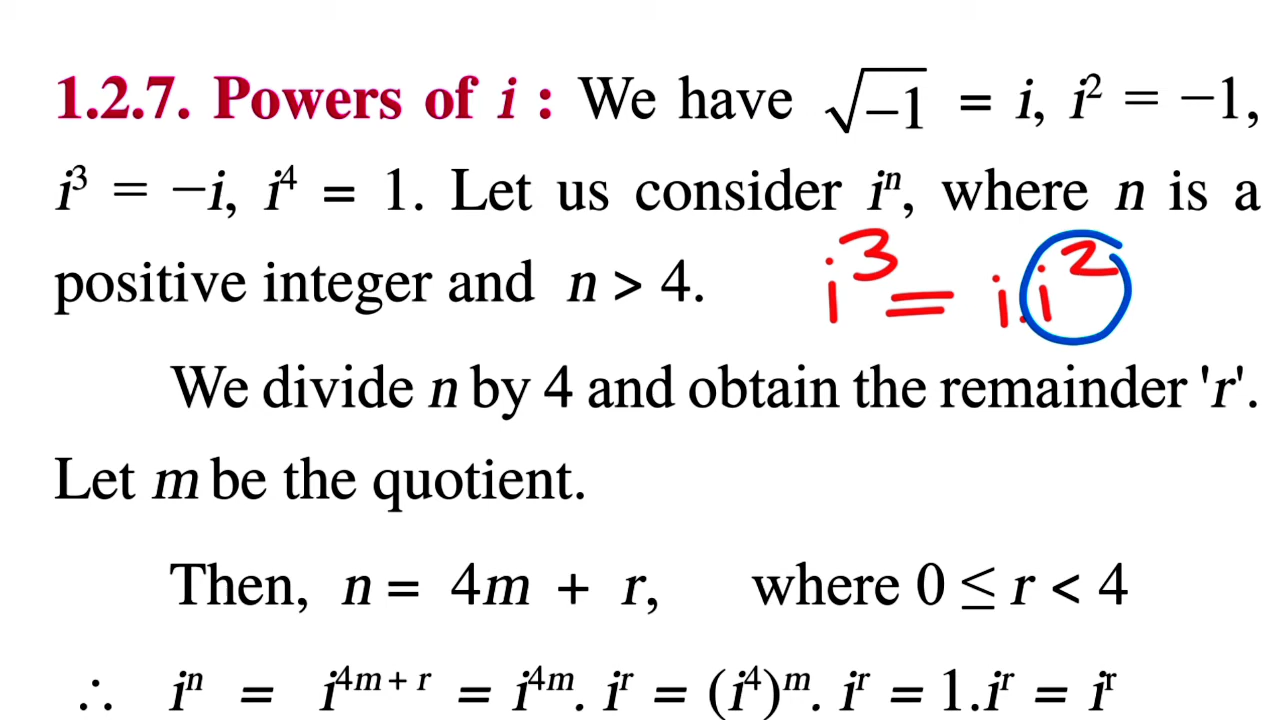 1.2.7. Powers of i : We have √−1 = i, i² = −1,
i³ = −i, i⁴ = 1. Let us consider iⁿ, where n is a
positive integer and n > 4.
i³ = i.i²
We divide n by 4 and obtain the remainder 'r'.
Let m be the quotient.
Then, n = 4m + r, where 0 ≤ r < 4
∴ iⁿ = i⁴ᵐ⁺ʳ = i⁴ᵐ. iʳ = (i⁴)ᵐ. iʳ = 1.iʳ = iʳ